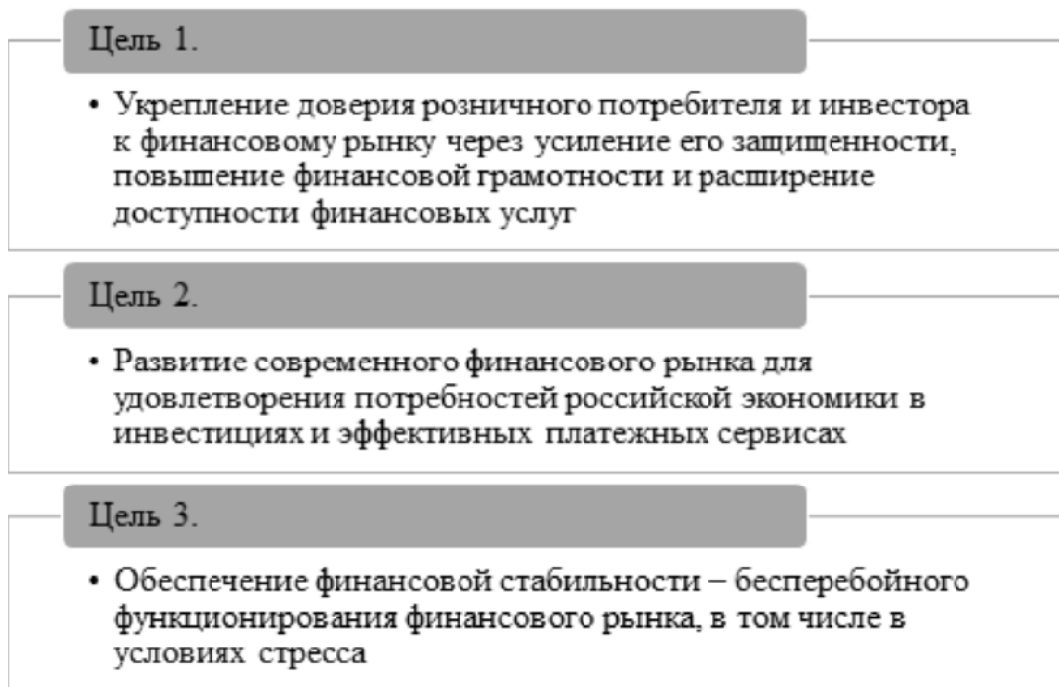 Цель 1.
• Укрепление доверия розничного потребителя и инвестора
к финансовому рынку через усиление его защищенности,
повышение финансовой грамотности и расширение
доступности финансовых услуг
Цель 2.
• Развитие современного финансового рынка для
удовлетворения потребностей российской экономики в
инвестициях и эффективных платежных сервисах
Цель 3.
• Обеспечение финансовой стабильности – бесперебойного
функционирования финансового рынка, в том числе в
условиях стресса